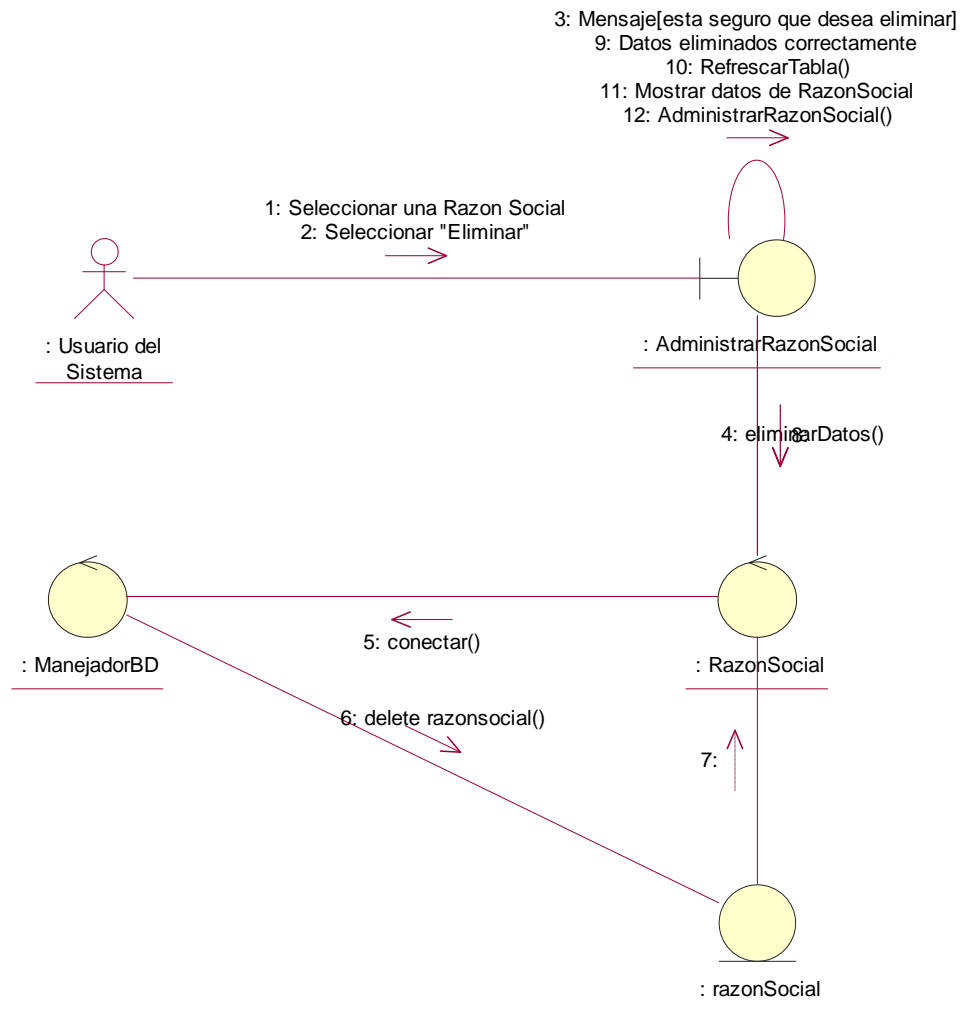 3: Mensaje[esta seguro que desea eliminar]
9: Datos eliminados correctamente
10: RefrescarTabla()
11: Mostrar datos de RazonSocial
12: AdministrarRazonSocial()
1: Seleccionar una Razon Social
2: Seleccionar "Eliminar"
: Usuario del
Sistema
: AdministrarRazonSocial
4: eliminarDatos()
8:
5: conectar()
: ManejadorBD
: RazonSocial
6: delete razonsocial()
7:
: razonSocial